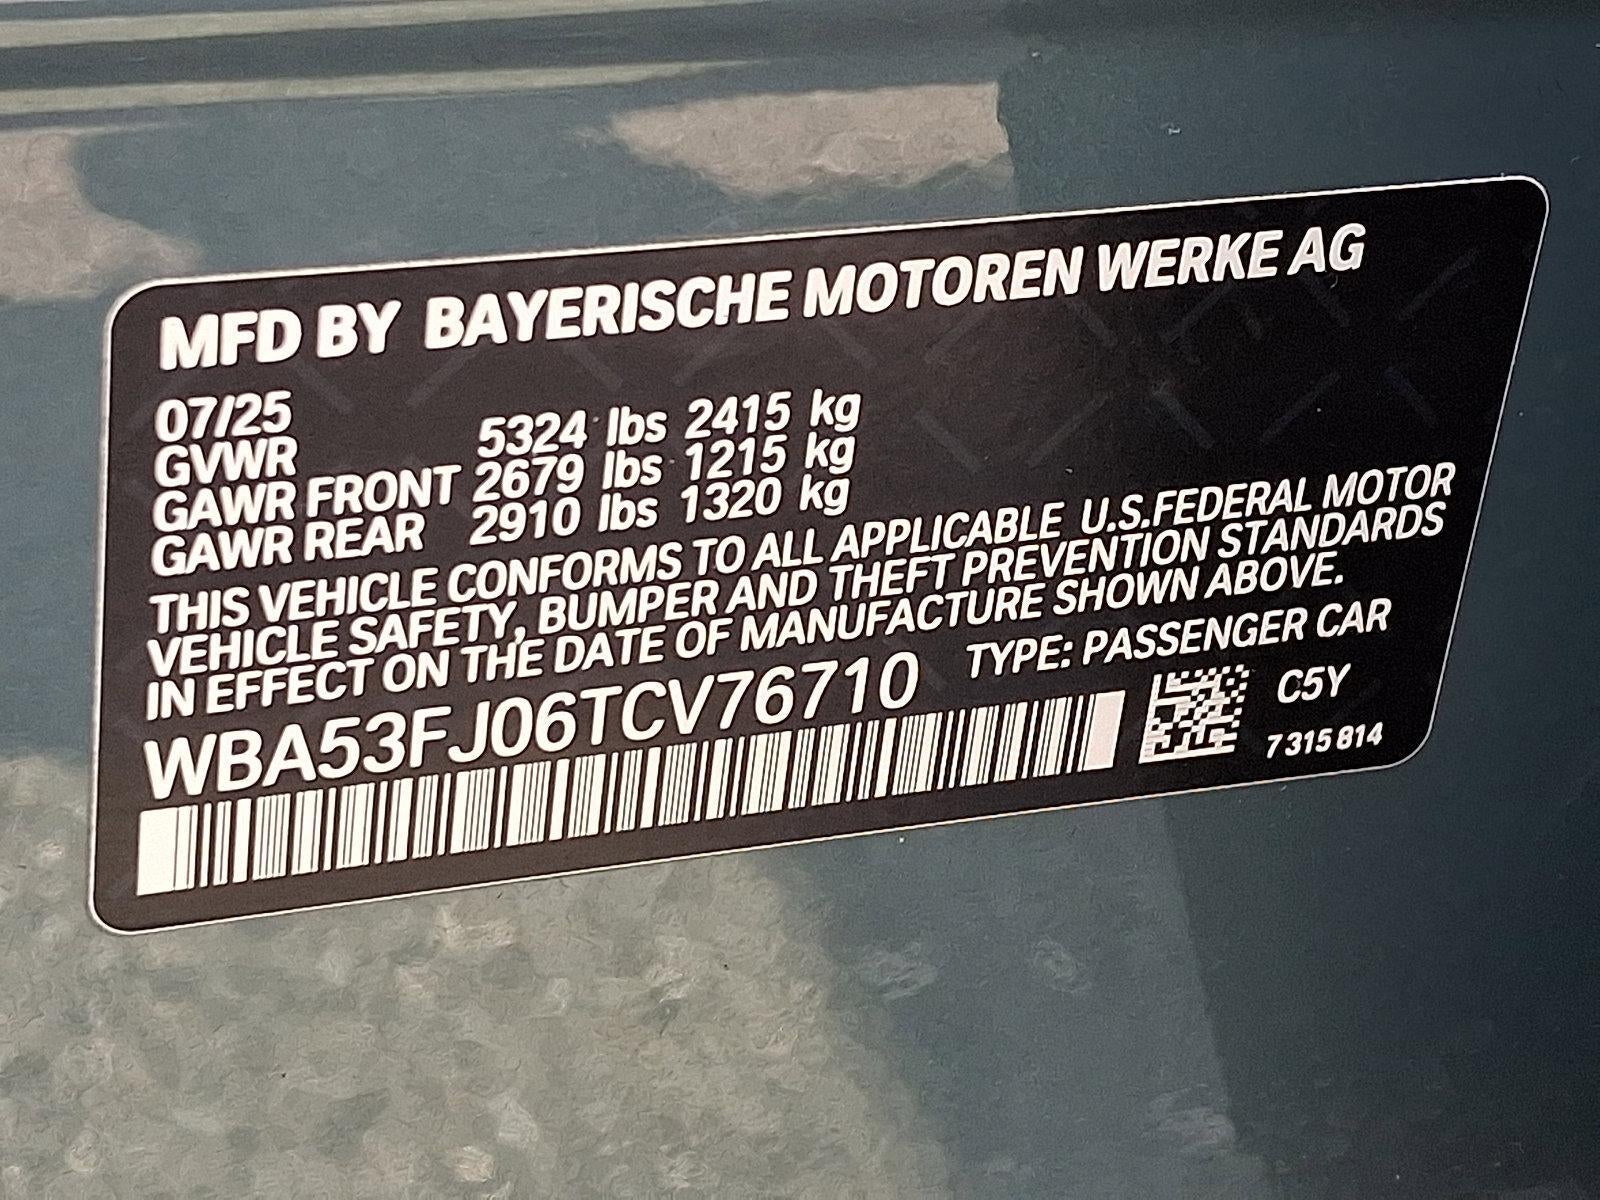 MFD BY BAYERISCHE MOTOREN WERKE AG
07/25
GVWR 5324 lbs 2415 kg
GAWR FRONT 2679 lbs 1215 kg
GAWR REAR 2910 lbs 1320 kg
THIS VEHICLE CONFORMS TO ALL APPLICABLE U.S.FEDERAL MOTOR
VEHICLE SAFETY, BUMPER AND THEFT PREVENTION STANDARDS
IN EFFECT ON THE DATE OF MANUFACTURE SHOWN ABOVE.
WBA53FJ06TCV76710 TYPE: PASSENGER CAR
C5Y
7 315 814